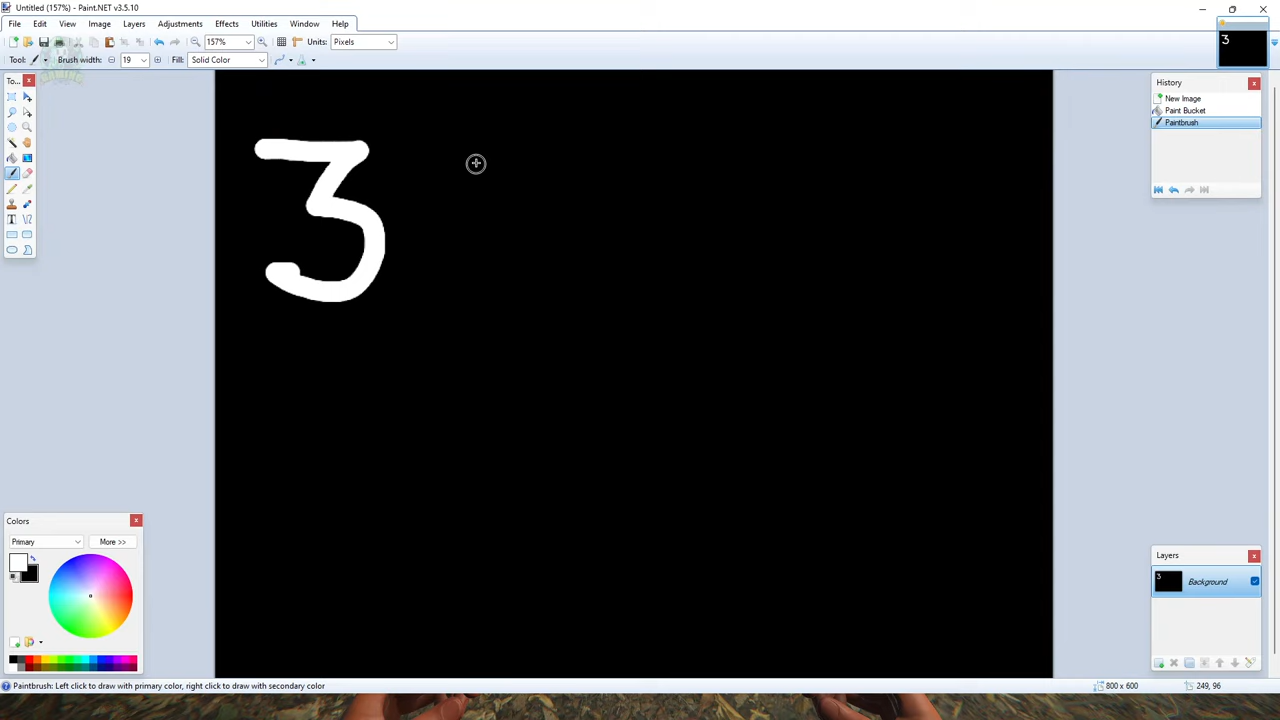 Untitled (157%) - Paint.NET v3.5.10
File Edit View Image Layers Adjustments Effects Utilities Window Help
157% Units: Pixels
Tool: Brush width: 19 Fill: Solid Color
To...
3
3
History
New Image
Paint Bucket
Paintbrush
Colors
Primary More >>
Layers
3 Background
Paintbrush: Left click to draw with primary color, right click to draw with secondary color 800 x 600 249, 96